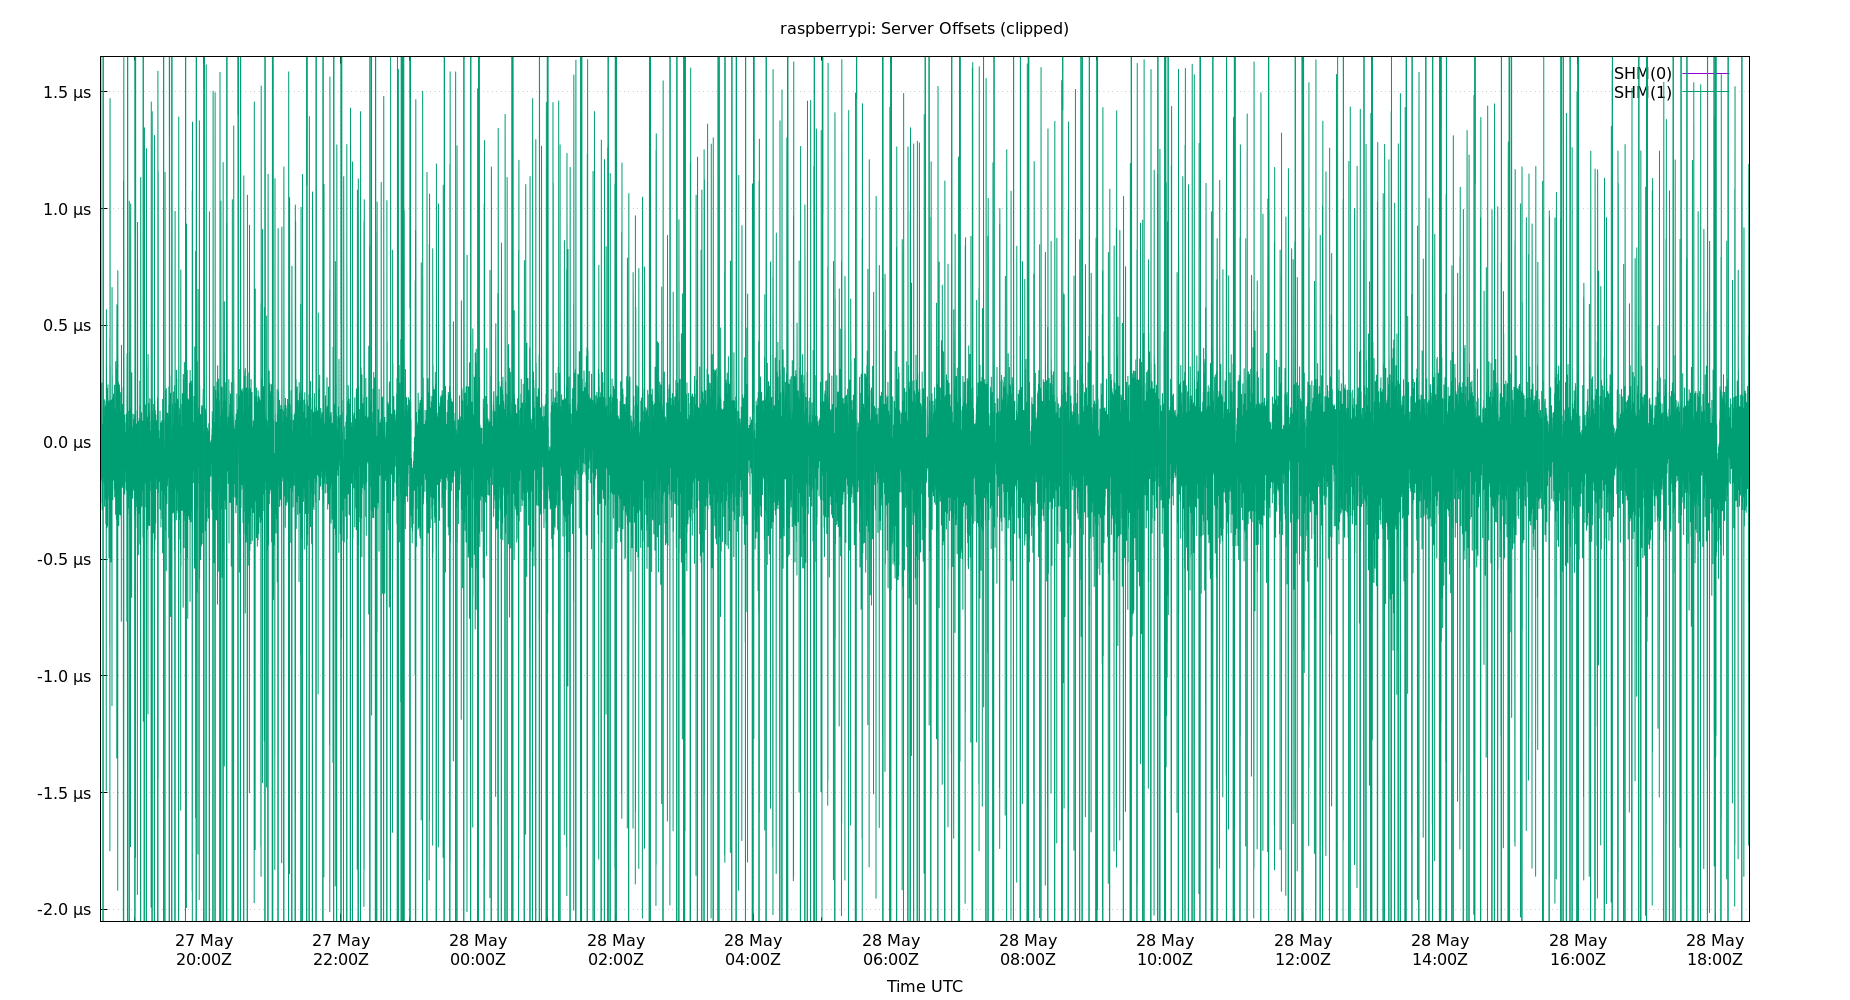 raspberrypi: Server Offsets (clipped)
SHM(0)
SHM(1)
1.5 μs
1.0 μs
0.5 μs
0.0 μs
-0.5 μs
-1.0 μs
-1.5 μs
-2.0 μs
27 May 27 May 28 May 28 May 28 May 28 May 28 May 28 May 28 May 28 May 28 May 28 May
20:00Z 22:00Z 00:00Z 02:00Z 04:00Z 06:00Z 08:00Z 10:00Z 12:00Z 14:00Z 16:00Z 18:00Z
Time UTC